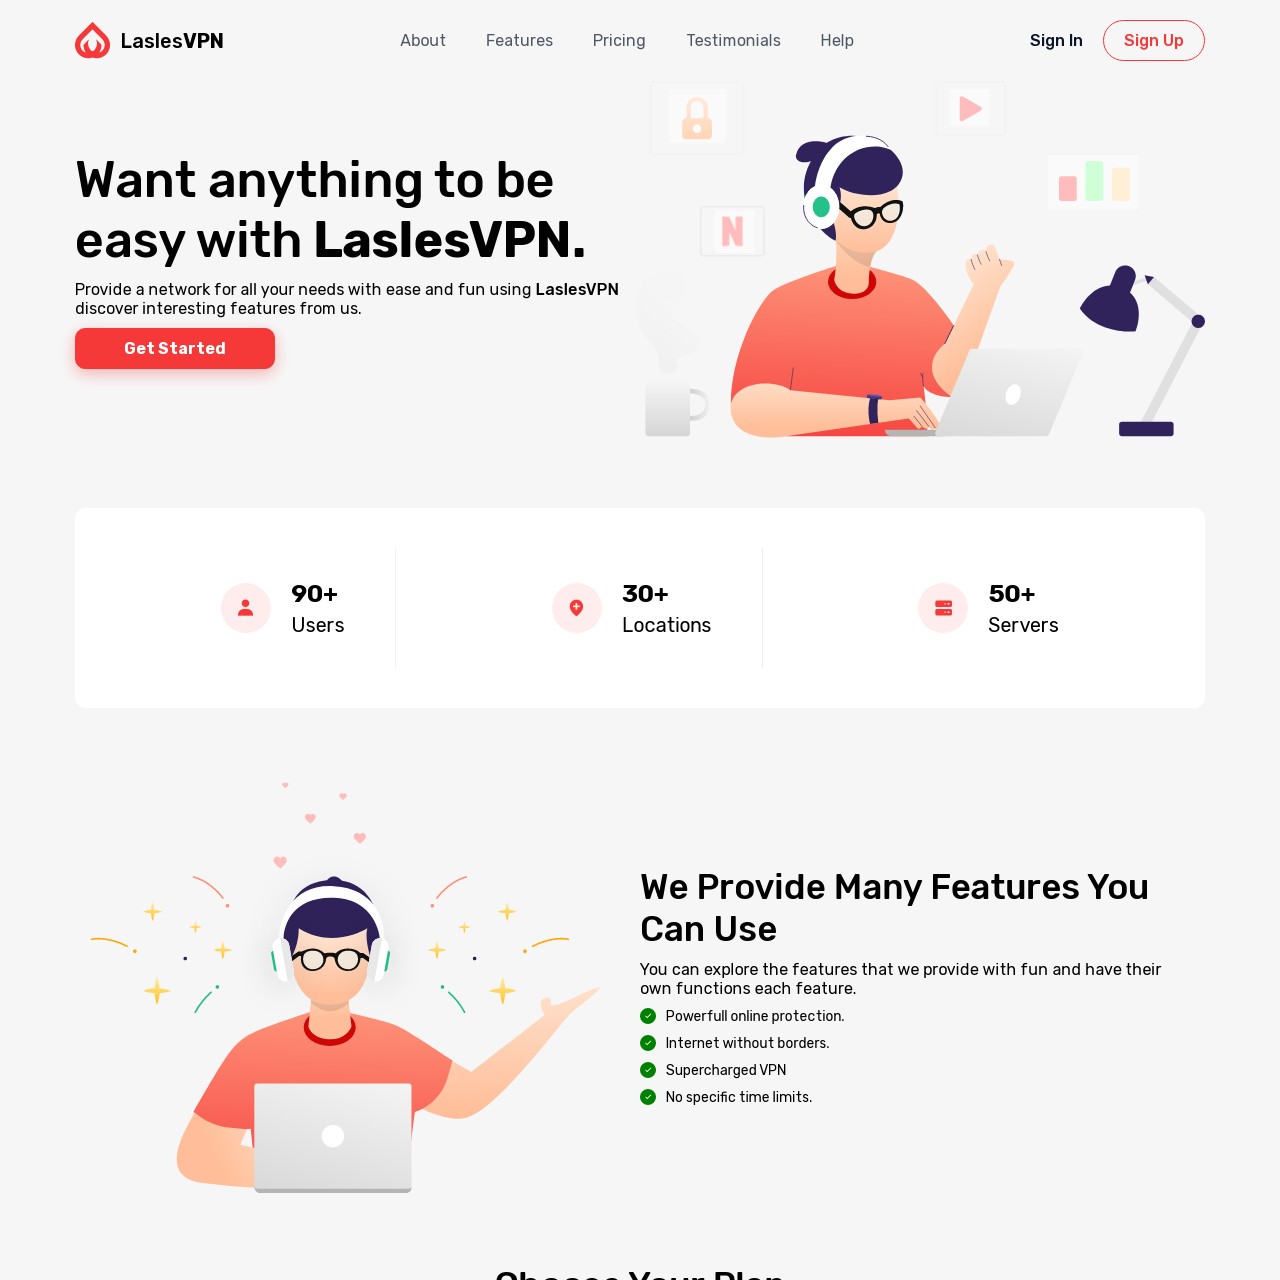 LaslesVPN
About
Features
Pricing
Testimonials
Help
Sign In
Sign Up
Want anything to be
easy with LaslesVPN.
Provide a network for all your needs with ease and fun using LaslesVPN
discover interesting features from us.
Get Started
N
90+
Users
30+
Locations
50+
Servers
We Provide Many Features You
Can Use
You can explore the features that we provide with fun and have their
own functions each feature.
Powerfull online protection.
Internet without borders.
Supercharged VPN
No specific time limits.
Choose Your Plan